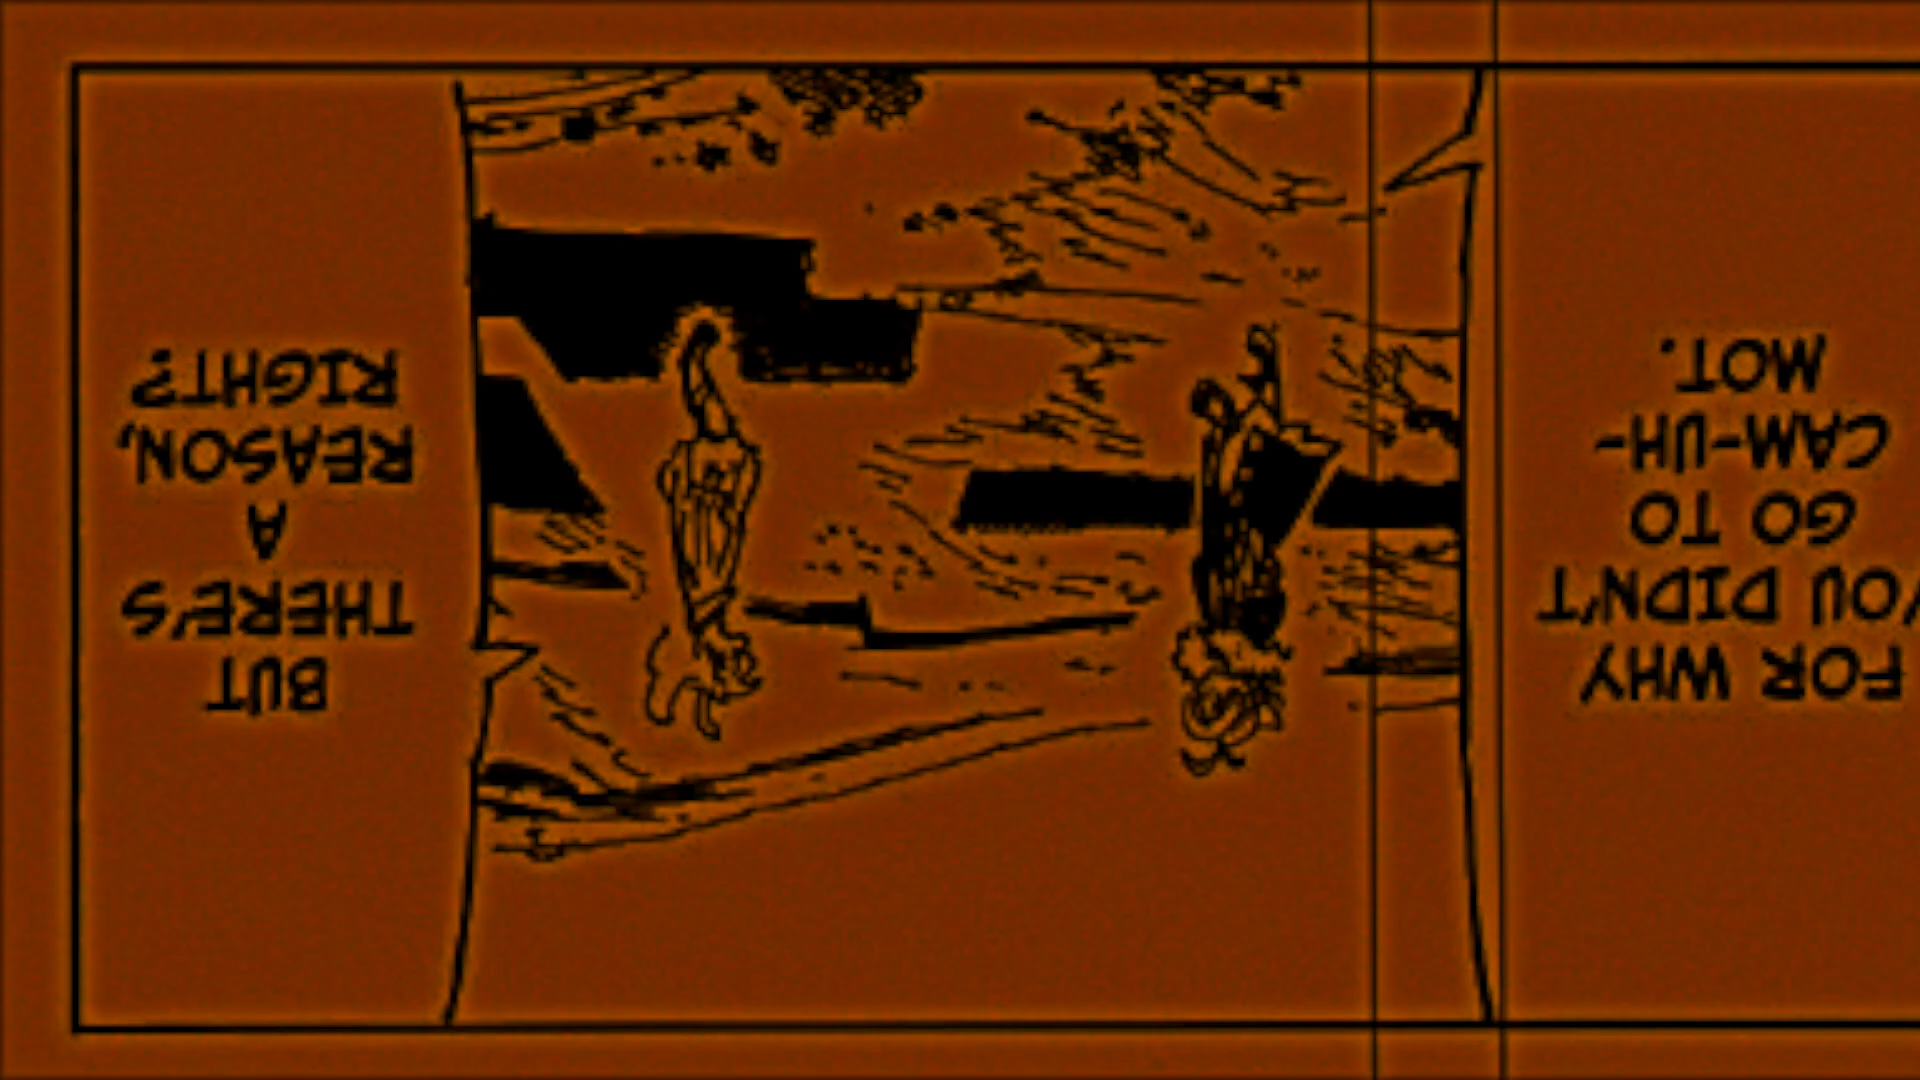 BUT
THERE'S
A
REASON,
RIGHT?
FOR WHY
YOU DIDN'T
GO TO
CAM-UH-
MOT.